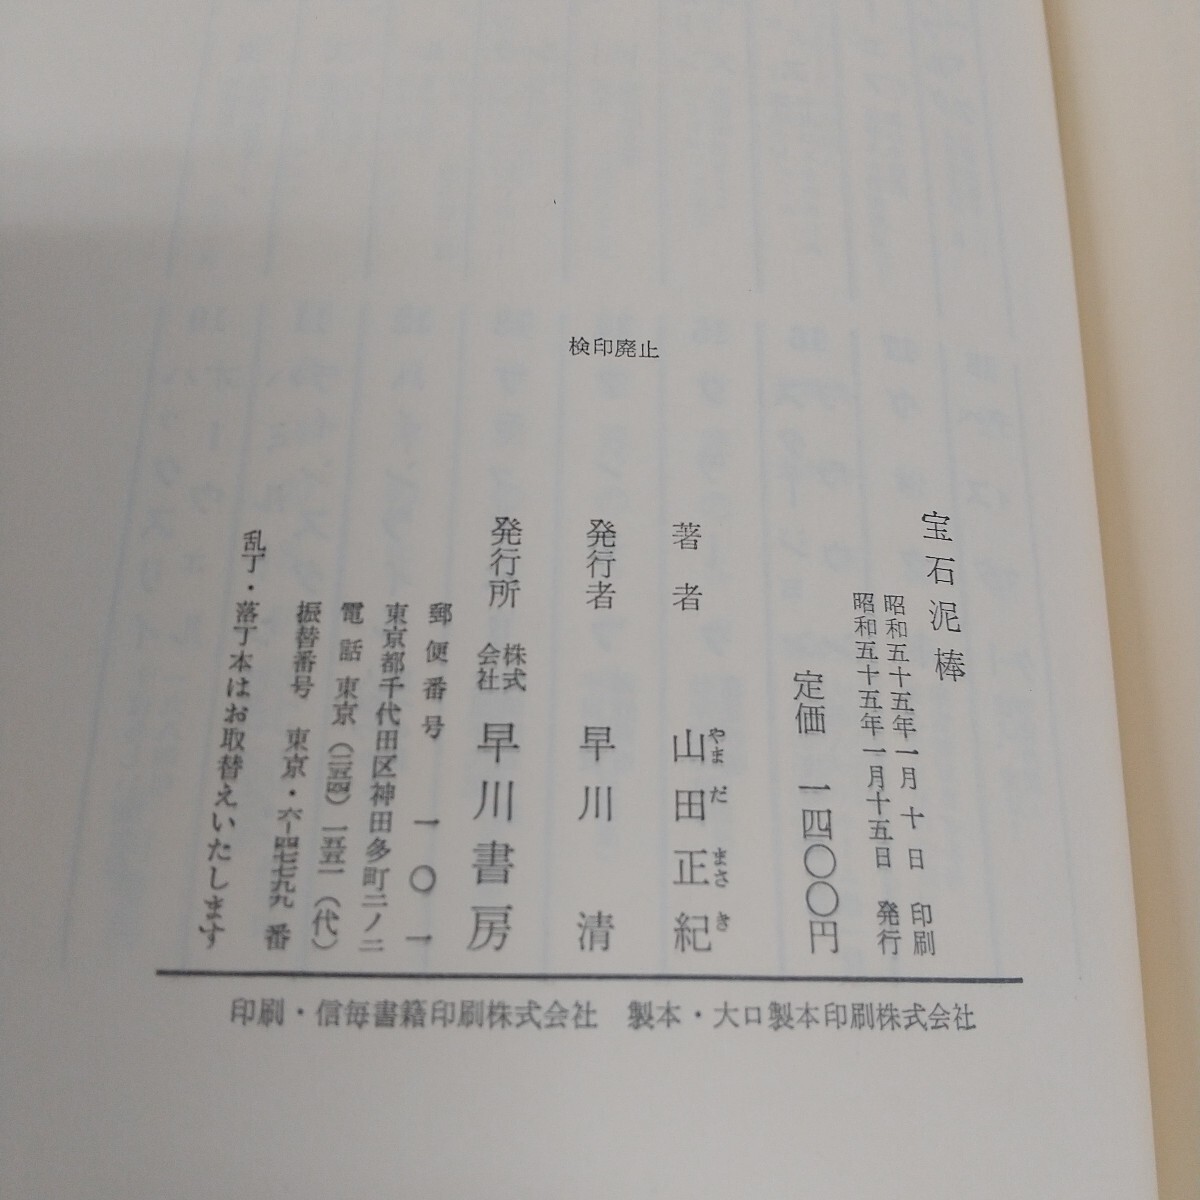 検印廃止
宝石泥棒
昭和五十五年一月十日 印刷
昭和五十五年一月十五日 発行
定価 一四〇〇円
著者 山田正紀
やまだまさき
発行者 早川清
発行所 株式会社 早川書房
郵便番号 一〇一
東京都千代田区神田多町二ノ二
電話 東京(二五四)一五五一(代)
振替番号 東京・六-四七七九九番
乱丁・落丁本はお取替えいたします
印刷・信毎書籍印刷株式会社 製本・大口製本印刷株式会社